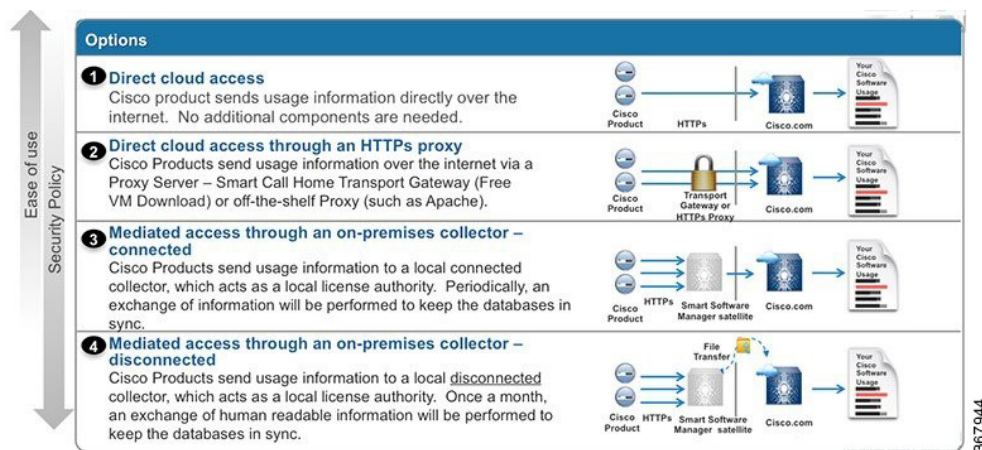 Ease of use
Security Policy
Options
1 Direct cloud access
Cisco product sends usage information directly over the
internet. No additional components are needed.
Cisco
Product
HTTPs
Cisco.com
Your
Cisco
Software
Usage
2 Direct cloud access through an HTTPs proxy
Cisco Products send usage information over the internet via a
Proxy Server – Smart Call Home Transport Gateway (Free
VM Download) or off-the-shelf Proxy (such as Apache).
Cisco
Product
Transport
Gateway or
HTTPs Proxy
Cisco.com
Your
Cisco
Software
Usage
3 Mediated access through an on-premises collector –
connected
Cisco Products send usage information to a local connected
collector, which acts as a local license authority. Periodically, an
exchange of information will be performed to keep the databases in
sync.
Cisco
Product
HTTPs
Smart Software
Manager satellite
Cisco.com
Your
Cisco
Software
Usage
4 Mediated access through an on-premises collector –
disconnected
Cisco Products send usage information to a local disconnected
collector, which acts as a local license authority. Once a month,
an exchange of human readable information will be performed to
keep the databases in sync.
File
Transfer
Cisco
Product
HTTPs
Smart Software
Manager satellite
Cisco.com
Your
Cisco
Software
Usage
367944